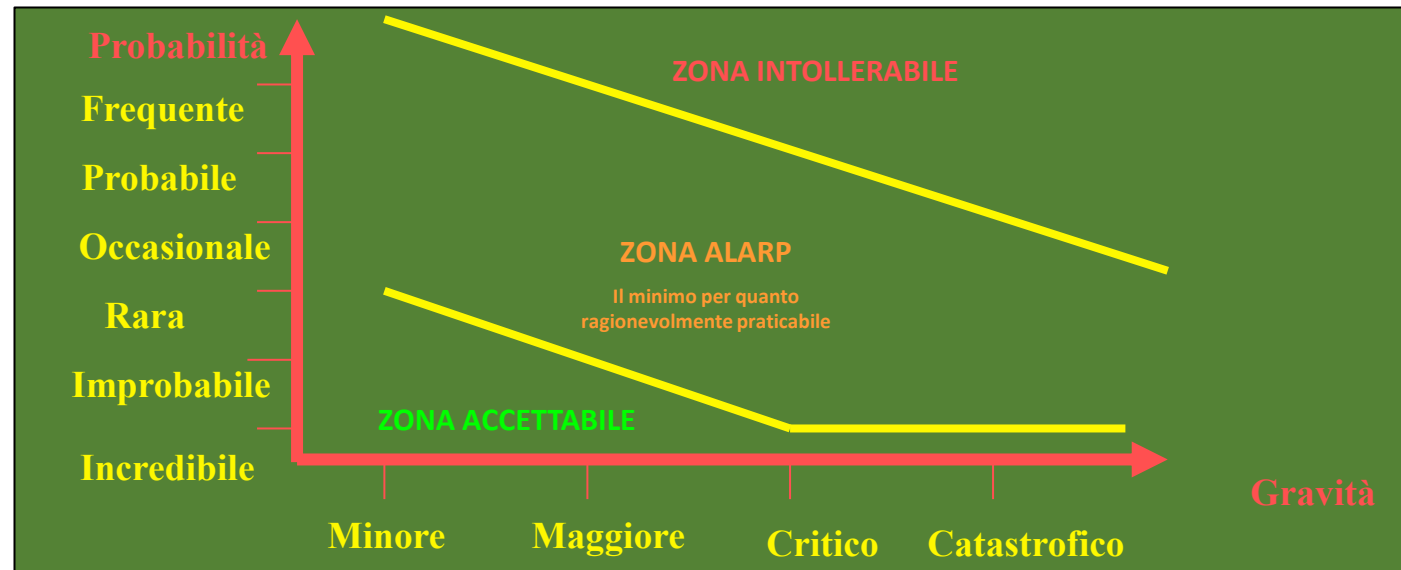 Probabilità
ZONA INTOLLERABILE
Frequente
Probabile
Occasionale
ZONA ALARP
Il minimo per quanto
ragionevolmente praticabile
Rara
Improbabile
ZONA ACCETTABILE
Incredibile
Gravità
Minore
Maggiore
Critico
Catastrofico